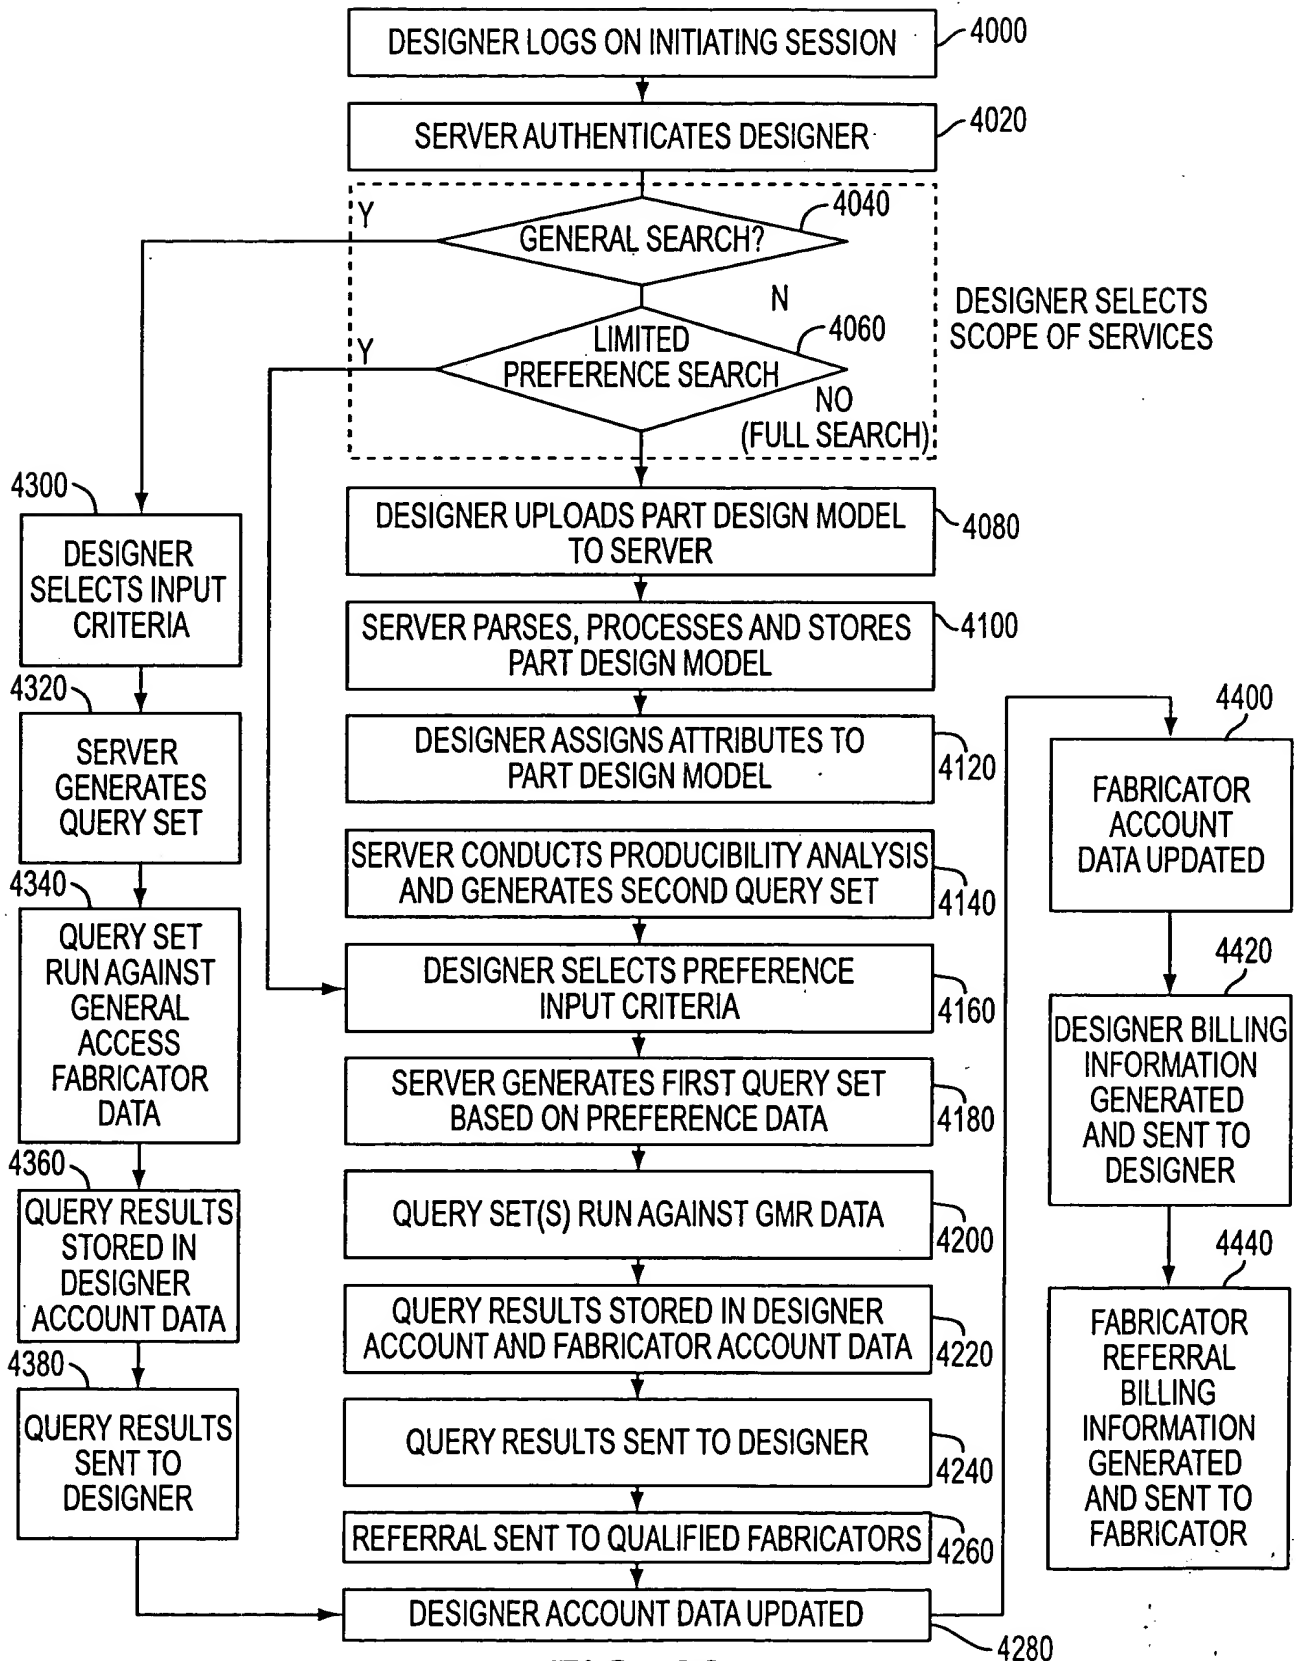 DESIGNER LOGS ON INITIATING SESSION
4000
SERVER AUTHENTICATES DESIGNER
4020
Y
GENERAL SEARCH?
4040
N
DESIGNER SELECTS
SCOPE OF SERVICES
Y
LIMITED
PREFERENCE SEARCH
4060
NO
(FULL SEARCH)
DESIGNER UPLOADS PART DESIGN MODEL
TO SERVER
4080
SERVER PARSES, PROCESSES AND STORES
PART DESIGN MODEL
4100
DESIGNER ASSIGNS ATTRIBUTES TO
PART DESIGN MODEL
4120
SERVER CONDUCTS PRODUCIBILITY ANALYSIS
AND GENERATES SECOND QUERY SET
4140
DESIGNER SELECTS PREFERENCE
INPUT CRITERIA
4160
SERVER GENERATES FIRST QUERY SET
BASED ON PREFERENCE DATA
4180
QUERY SET(S) RUN AGAINST GMR DATA
4200
QUERY RESULTS STORED IN DESIGNER
ACCOUNT AND FABRICATOR ACCOUNT DATA
4220
QUERY RESULTS SENT TO DESIGNER
4240
REFERRAL SENT TO QUALIFIED FABRICATORS
4260
DESIGNER ACCOUNT DATA UPDATED
4280
4300
DESIGNER
SELECTS INPUT
CRITERIA
4320
SERVER
GENERATES
QUERY SET
4340
QUERY SET
RUN AGAINST
GENERAL
ACCESS
FABRICATOR
DATA
4360
QUERY RESULTS
STORED IN
DESIGNER
ACCOUNT DATA
4380
QUERY RESULTS
SENT TO
DESIGNER
4400
FABRICATOR
ACCOUNT
DATA UPDATED
4420
DESIGNER BILLING
INFORMATION
GENERATED
AND SENT TO
DESIGNER
4440
FABRICATOR
REFERRAL
BILLING
INFORMATION
GENERATED
AND SENT TO
FABRICATOR